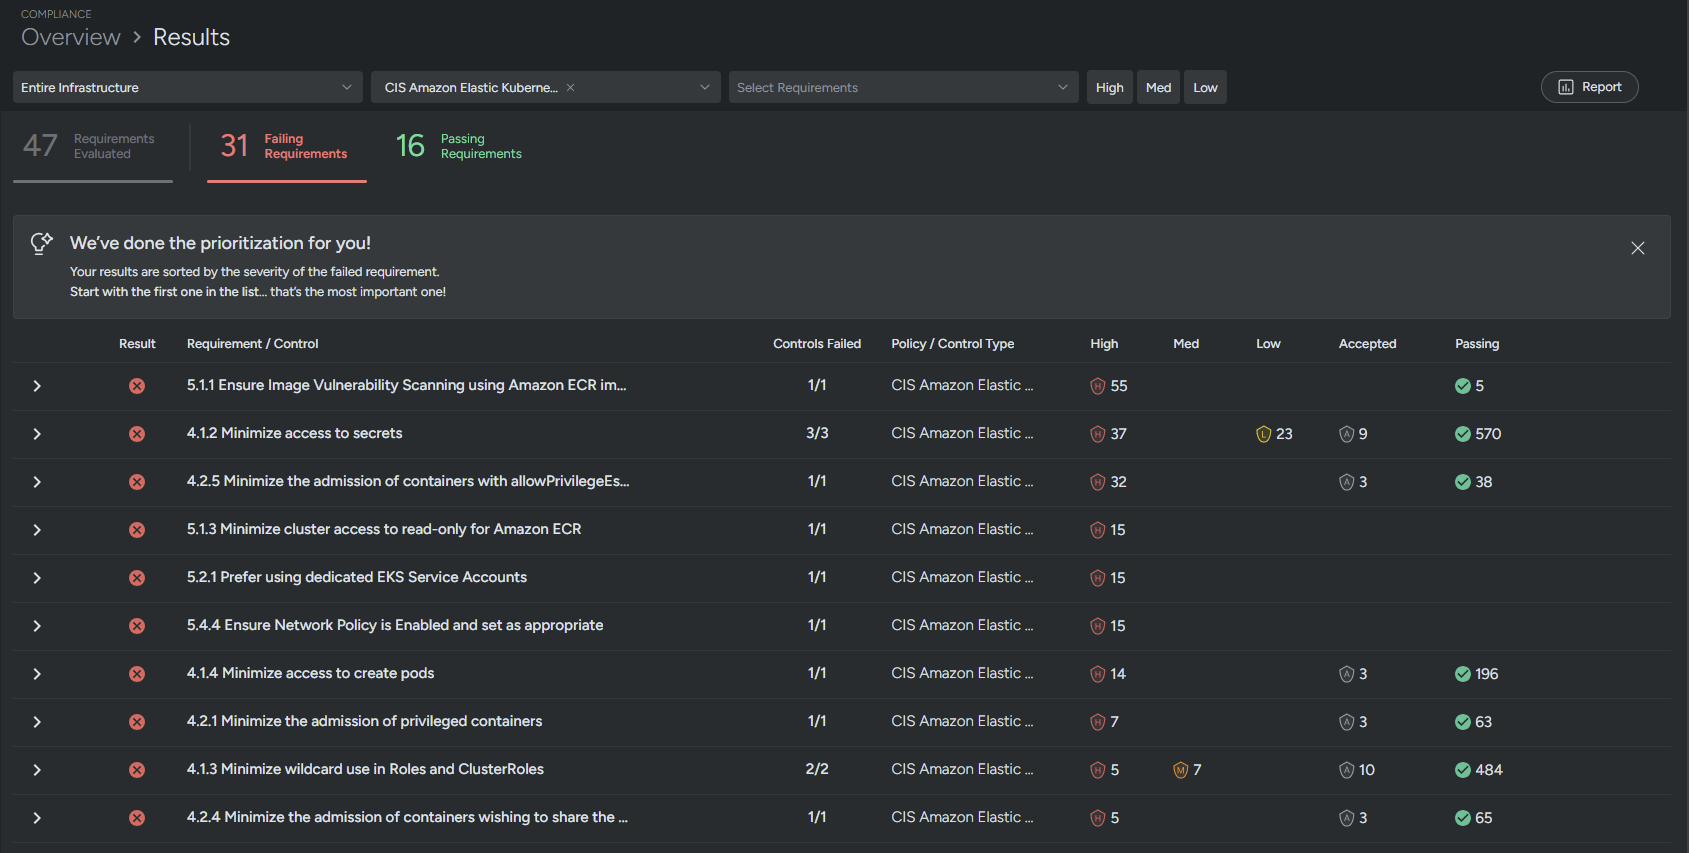 COMPLIANCE
Overview > Results
Entire Infrastructure
CIS Amazon Elastic Kuberne... ×
Select Requirements
High
Med
Low
Report
47 Requirements Evaluated
31 Failing Requirements
16 Passing Requirements
We've done the prioritization for you!
Your results are sorted by the severity of the failed requirement.
Start with the first one in the list... that's the most important one!
Result Requirement / Control Controls Failed Policy / Control Type High Med Low Accepted Passing
5.1.1 Ensure Image Vulnerability Scanning using Amazon ECR im... 1/1 CIS Amazon Elastic ... H 55 5
4.1.2 Minimize access to secrets 3/3 CIS Amazon Elastic ... H 37 L 23 A 9 570
4.2.5 Minimize the admission of containers with allowPrivilegeEs... 1/1 CIS Amazon Elastic ... H 32 A 3 38
5.1.3 Minimize cluster access to read-only for Amazon ECR 1/1 CIS Amazon Elastic ... H 15
5.2.1 Prefer using dedicated EKS Service Accounts 1/1 CIS Amazon Elastic ... H 15
5.4.4 Ensure Network Policy is Enabled and set as appropriate 1/1 CIS Amazon Elastic ... H 15
4.1.4 Minimize access to create pods 1/1 CIS Amazon Elastic ... H 14 A 3 196
4.2.1 Minimize the admission of privileged containers 1/1 CIS Amazon Elastic ... H 7 A 3 63
4.1.3 Minimize wildcard use in Roles and ClusterRoles 2/2 CIS Amazon Elastic ... H 5 M 7 A 10 484
4.2.4 Minimize the admission of containers wishing to share the ... 1/1 CIS Amazon Elastic ... H 5 A 3 65